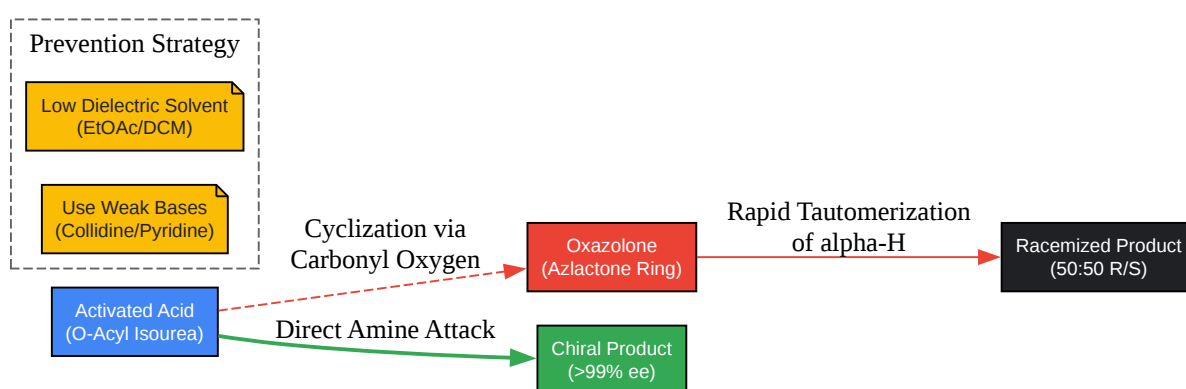 Prevention Strategy
Low Dielectric Solvent
(EtOAc/DCM)
Use Weak Bases
(Collidine/Pyridine)
Activated Acid
(O-Acyl Isourea)
Cyclization via
Carbonyl Oxygen
Direct Amine Attack
Oxazolone
(Azlactone Ring)
Chiral Product
(>99% ee)
Rapid Tautomerization
of alpha-H
Racemized Product
(50:50 R/S)